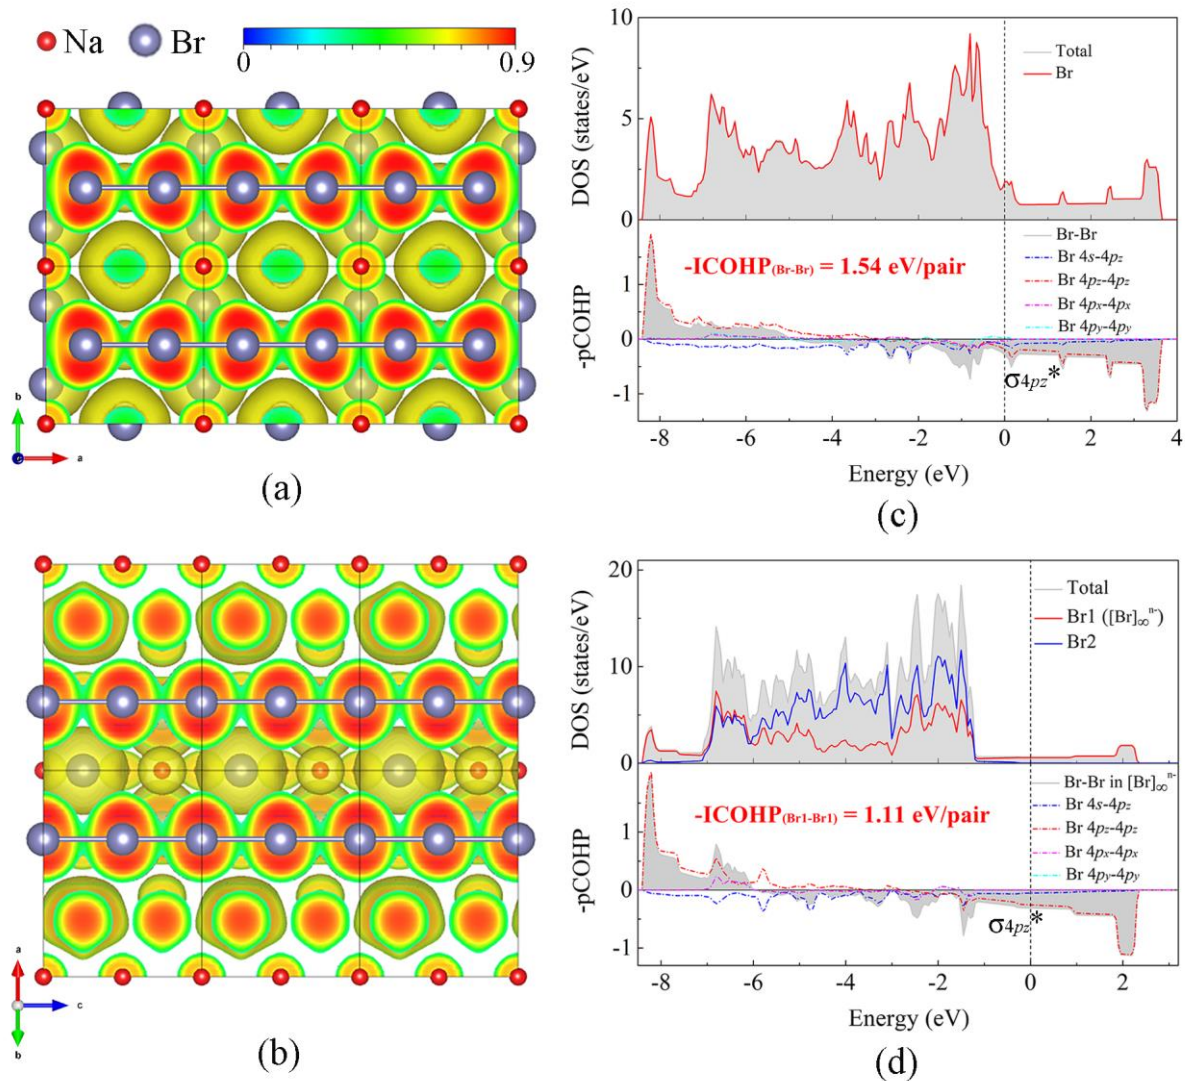 Na Br
0 0.9
b
a
(a)
10
5
0
DOS (states/eV)
Total
Br
1
0
-1
-pCOHP
-ICOHP(Br-Br) = 1.54 eV/pair
Br-Br
Br 4s-4pz
Br 4pz-4pz
Br 4px-4px
Br 4py-4py
σ4pz*
-8 -6 -4 -2 0 2 4
Energy (eV)
(c)
a
c
b
(b)
20
10
0
DOS (states/eV)
Total
Br1 ([Br]∞ⁿ⁻)
Br2
1
0
-1
-pCOHP
-ICOHP(Br1-Br1) = 1.11 eV/pair
Br-Br in [Br]∞ⁿ⁻
Br 4s-4pz
Br 4pz-4pz
Br 4px-4px
Br 4py-4py
σ4pz*
-8 -6 -4 -2 0 2
Energy (eV)
(d)